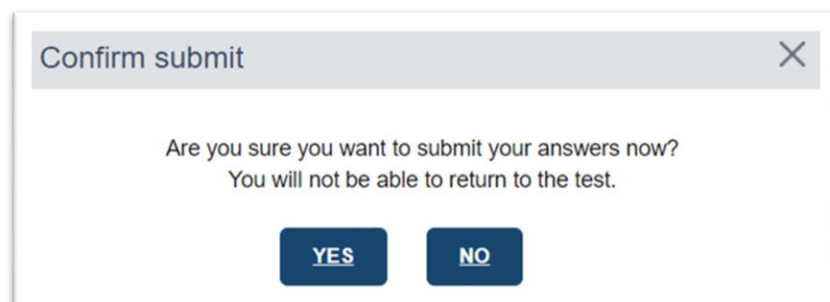 Confirm submit
Are you sure you want to submit your answers now?
You will not be able to return to the test.
YES NO